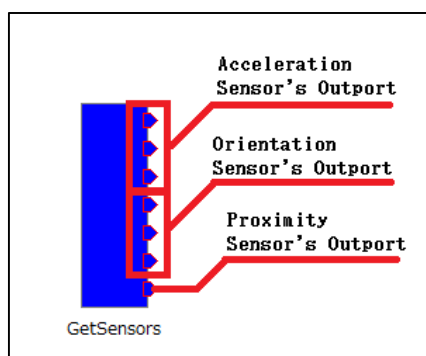 Acceleration
Sensor's Outport
Orientation
Sensor's Outport
Proximity
Sensor's Outport
GetSensors